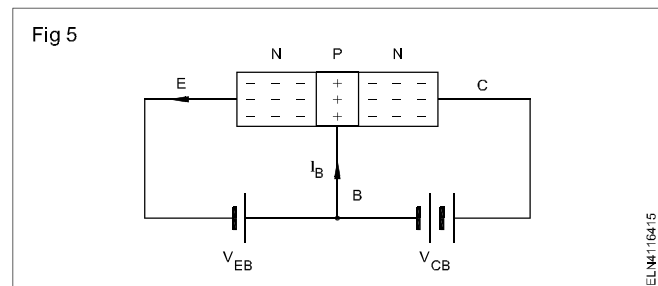 Fig 5
N P N
E
C
– – – + – – –
– – – + – – –
– – – + – – –
I_B
B
V_EB
V_CB
ELN4116415